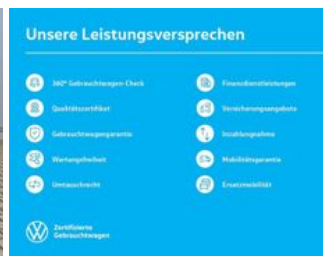 Unsere Leistungsversprechen
360° Gebrauchtwagen-Check
Qualitätszertifikat
Gebrauchtwagengarantie
Wartungsfreiheit
Umtauschrecht
Finanzdienstleistungen
Versicherungsangebote
Inzahlungnahme
Mobilitätsgarantie
Ersatzmobilität
Zertifizierte
Gebrauchtwagen